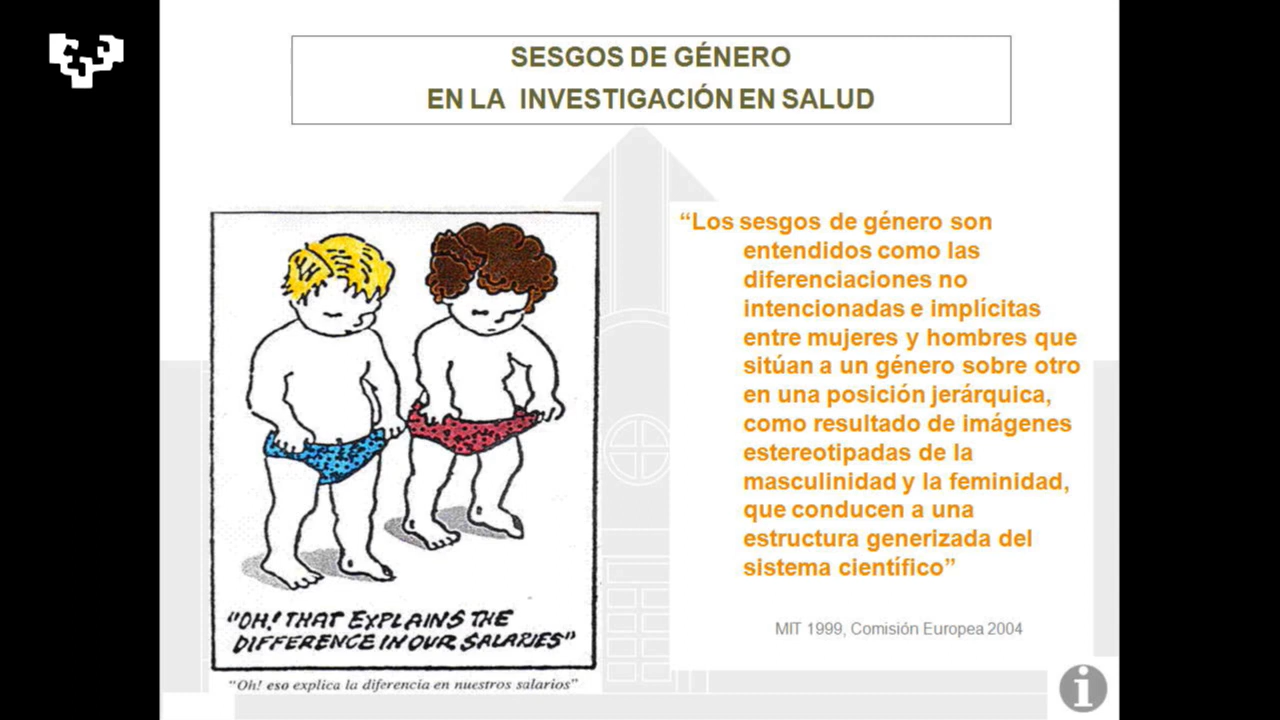 SESGOS DE GÉNERO
EN LA INVESTIGACIÓN EN SALUD
"OH! THAT EXPLAINS THE
DIFFERENCE IN OUR SALARIES"
"Oh! eso explica la diferencia en nuestros salarios"
“Los sesgos de género son
entendidos como las
diferenciaciones no
intencionadas e implícitas
entre mujeres y hombres que
sitúan a un género sobre otro
en una posición jerárquica,
como resultado de imágenes
estereotipadas de la
masculinidad y la feminidad,
que conducen a una
estructura generizada del
sistema científico”
MIT 1999, Comisión Europea 2004
i